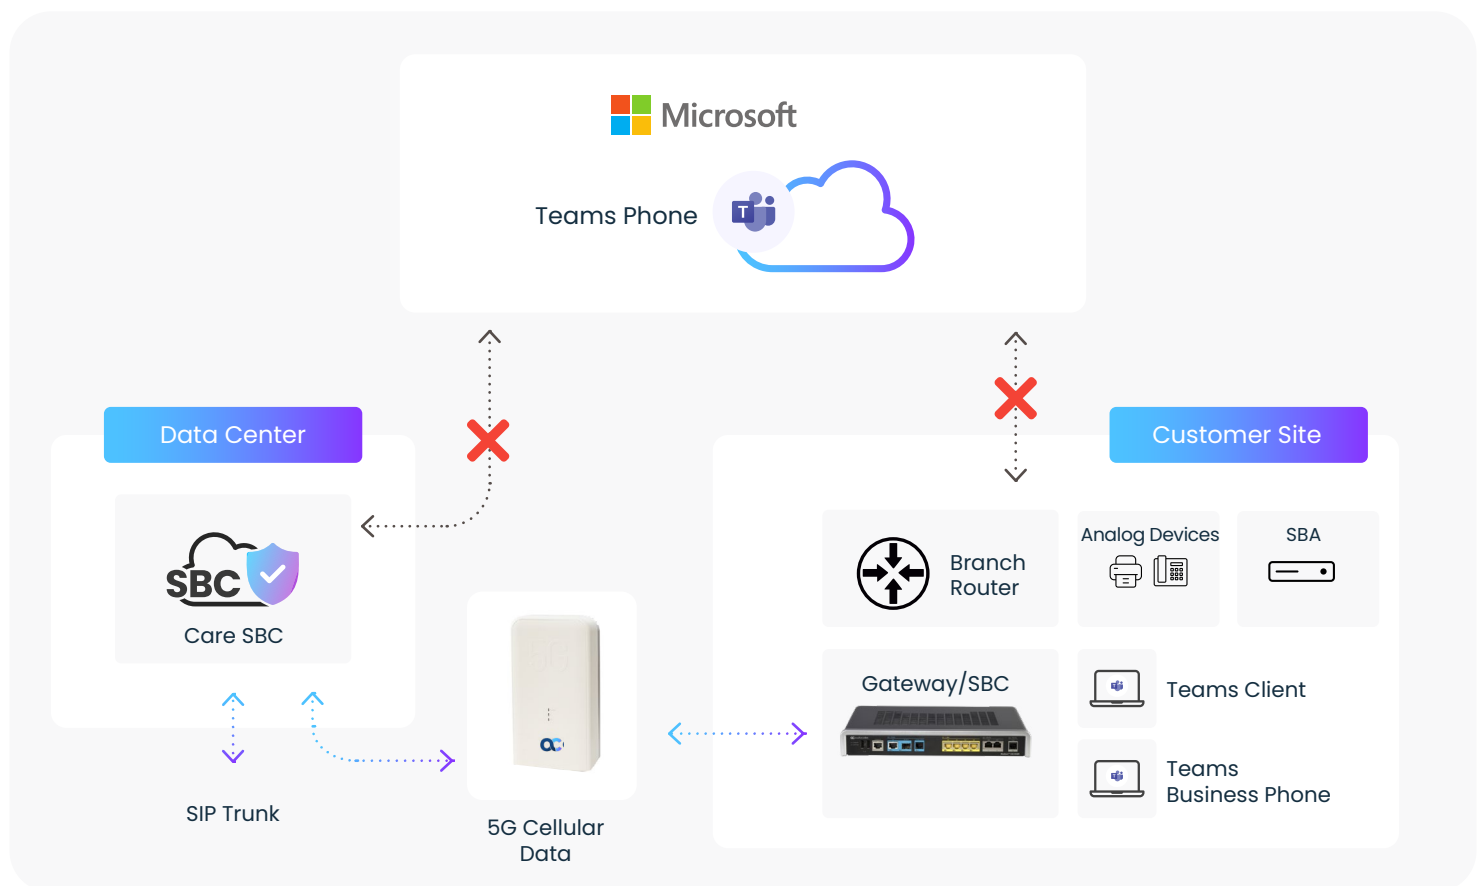 Microsoft
Teams Phone
T
Data Center
Customer Site
SBC
Care SBC
Branch
Router
Analog Devices
SBA
Gateway/SBC
Teams Client
Teams
Business Phone
SIP Trunk
5G Cellular
Data